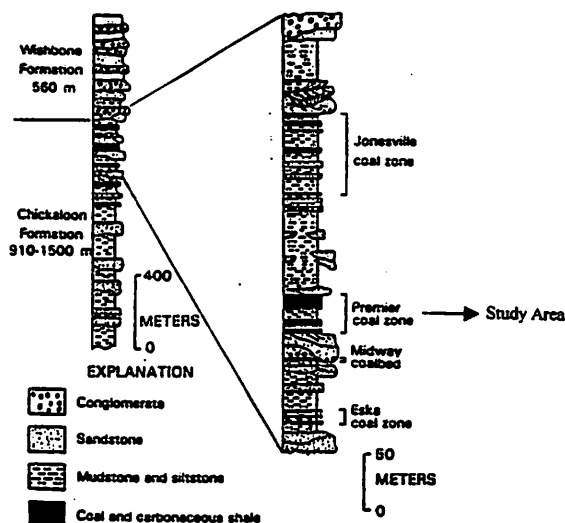 Wishbone
Formation
560 m
Chickaloon
Formation
910-1500 m
400
METERS
0
EXPLANATION
Conglomerate
Sandstone
Mudstone and siltstone
Coal and carbonaceous shale
Jonesville
coal zone
Premier
coal zone
Study Area
Midway
coalbed
Eska
coal zone
50
METERS
0